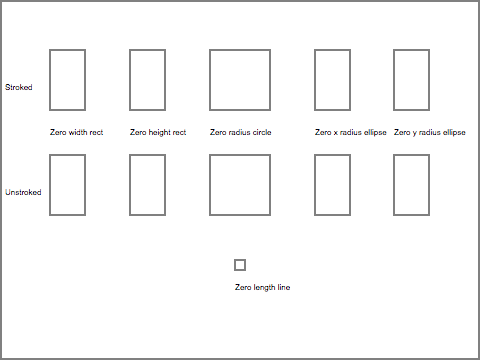 Stroked
Zero width rect
Zero height rect
Zero radius circle
Zero x radius ellipse
Zero y radius ellipse
Unstroked
Zero length line